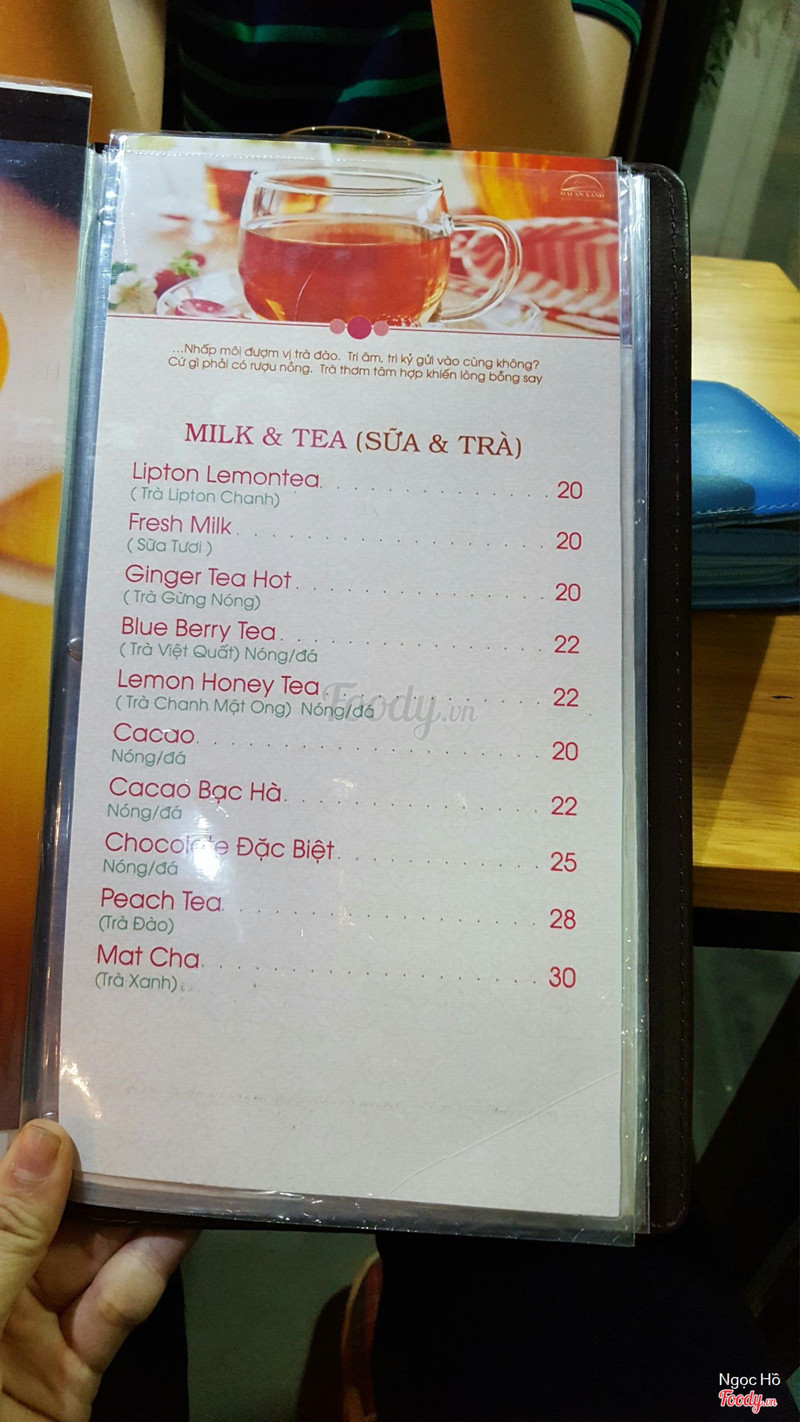 ...Nhấp môi đượm vị trà đào. Tri âm, tri kỷ gửi vào cùng không?
Cứ gì phải có rượu nồng. Trà thơm tâm hợp khiến lòng bỗng say
MILK & TEA (SỮA & TRÀ)
Lipton Lemontea 20
(Trà Lipton Chanh)
Fresh Milk 20
(Sữa Tươi)
Ginger Tea Hot 20
(Trà Gừng Nóng)
Blue Berry Tea 22
(Trà Việt Quất) Nóng/đá
Lemon Honey Tea 22
(Trà Chanh Mật Ong) Nóng/đá
Foody.vn
Cacao 20
Nóng/đá
Cacao Bạc Hà 22
Nóng/đá
Chocolate Đặc Biệt 25
Nóng/đá
Peach Tea 28
(Trà Đào)
Mat Cha 30
(Trà Xanh)
Ngọc Hồ
Foody.vn